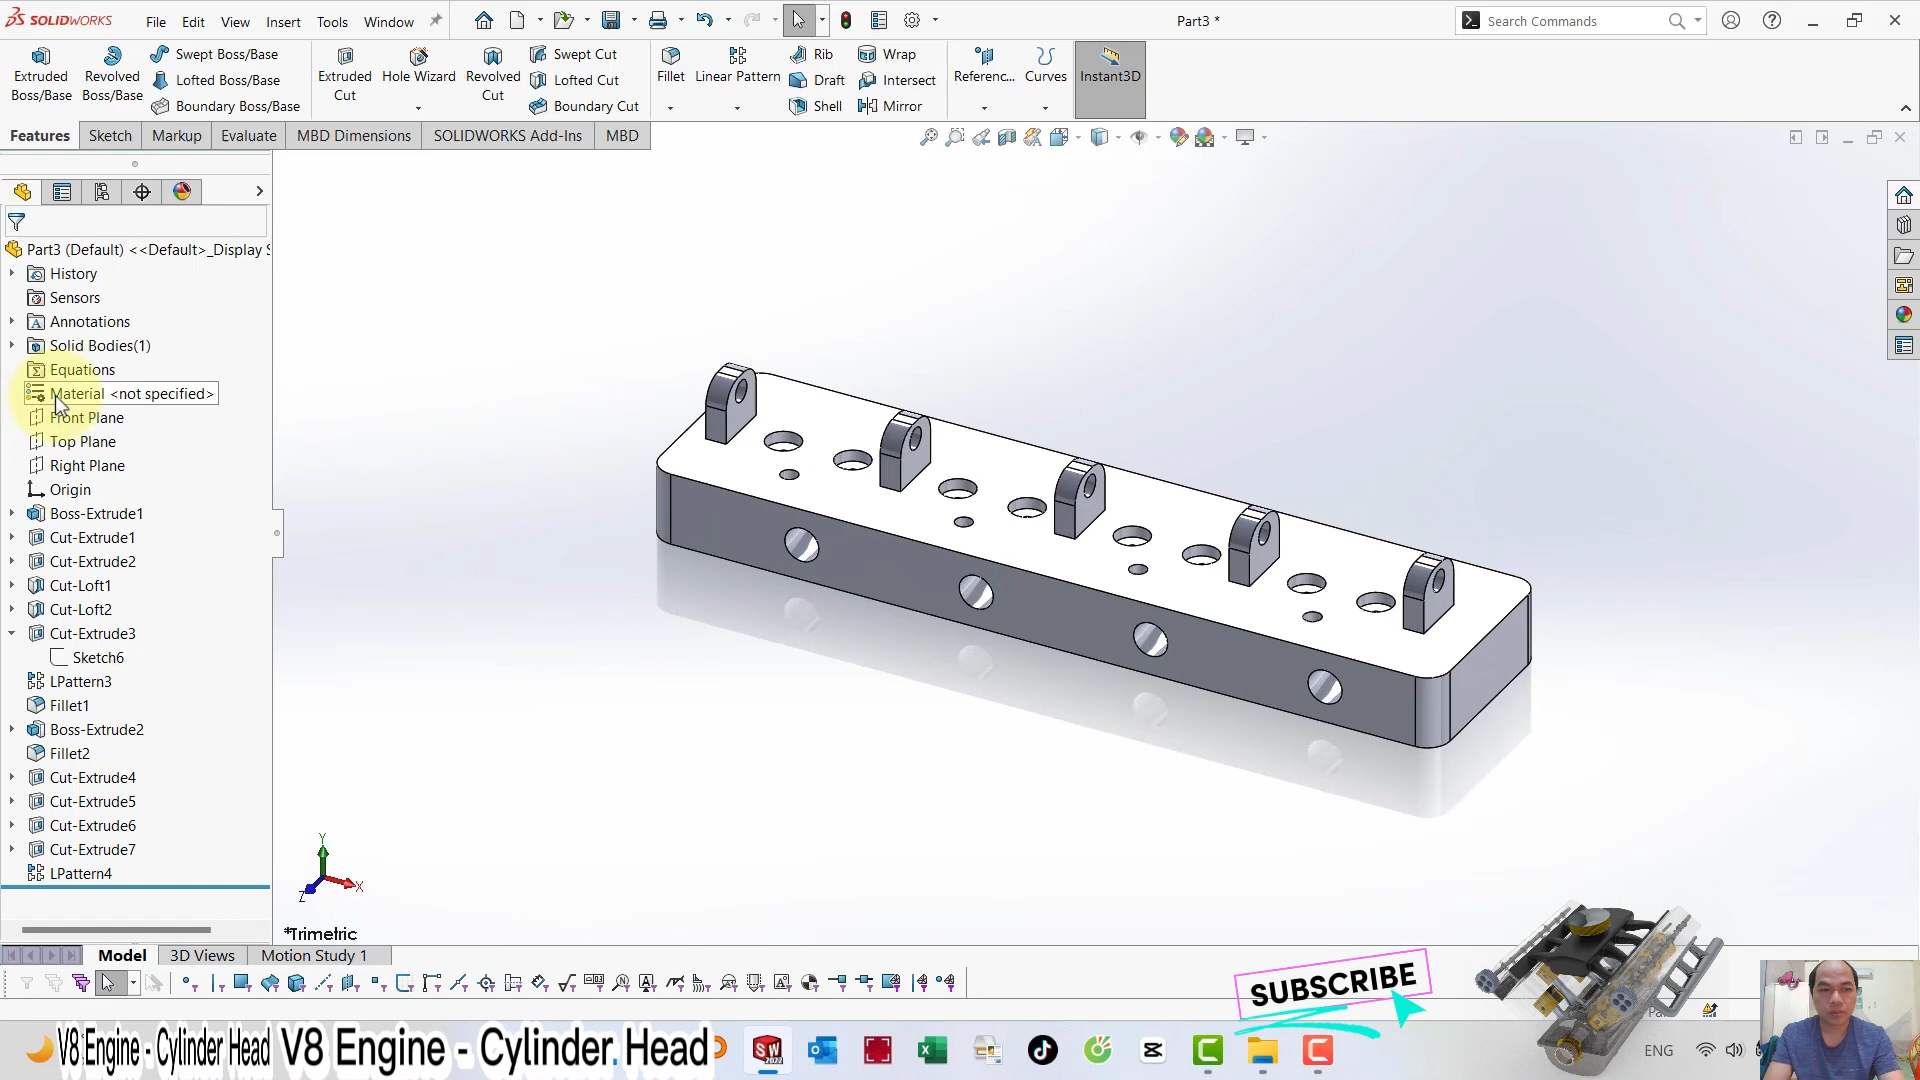 SOLIDWORKS
File
Edit
View
Insert
Tools
Window
Part3 *
Search Commands
Extruded Boss/Base
Revolved Boss/Base
Swept Boss/Base
Lofted Boss/Base
Boundary Boss/Base
Extruded Cut
Hole Wizard
Revolved Cut
Swept Cut
Lofted Cut
Boundary Cut
Fillet
Linear Pattern
Rib
Draft
Shell
Wrap
Intersect
Mirror
Referenc...
Curves
Instant3D
Features
Sketch
Markup
Evaluate
MBD Dimensions
SOLIDWORKS Add-Ins
MBD
Part3 (Default) <<Default>_Display S
History
Sensors
Annotations
Solid Bodies(1)
Equations
Material <not specified>
Front Plane
Top Plane
Right Plane
Origin
Boss-Extrude1
Cut-Extrude1
Cut-Extrude2
Cut-Loft1
Cut-Loft2
Cut-Extrude3
Sketch6
LPattern3
Fillet1
Boss-Extrude2
Fillet2
Cut-Extrude4
Cut-Extrude5
Cut-Extrude6
Cut-Extrude7
LPattern4
Y
X
Z
*Trimetric
Model
3D Views
Motion Study 1
SUBSCRIBE
V8 Engine - Cylinder Head
V8 Engine - Cylinder Head
ENG